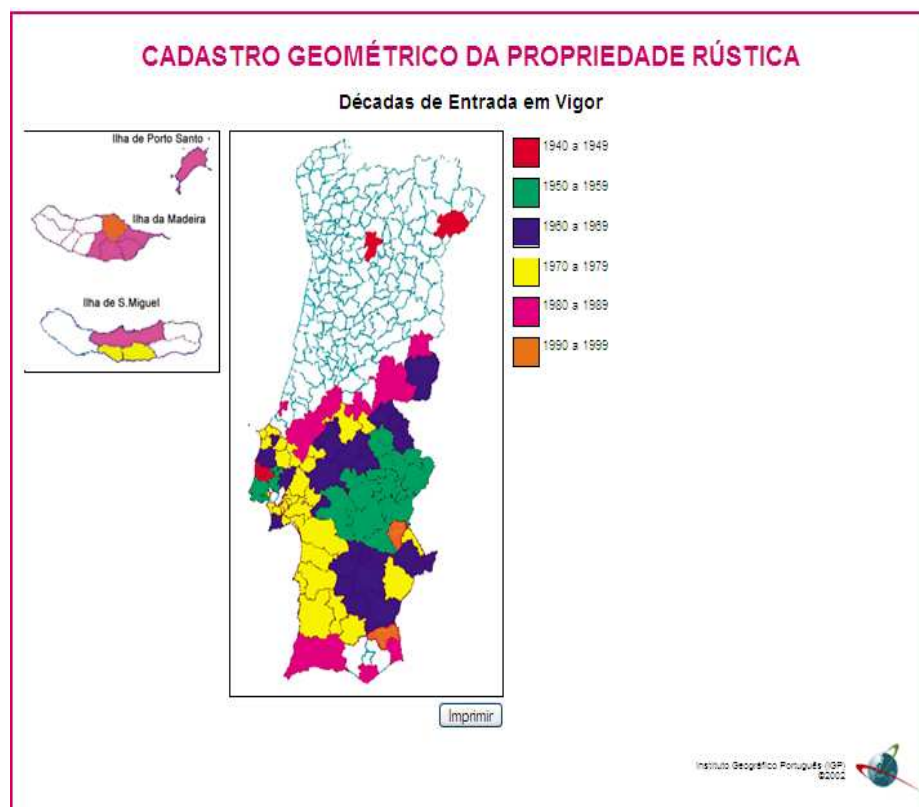 CADASTRO GEOMÉTRICO DA PROPRIEDADE RÚSTICA
Décadas de Entrada em Vigor
Ilha de Porto Santo
Ilha da Madeira
Ilha de S.Miguel
1940 a 1949
1950 a 1959
1960 a 1969
1970 a 1979
1980 a 1989
1990 a 1999
Imprimir
Instituto Geográfico Português (IGP)
©2002